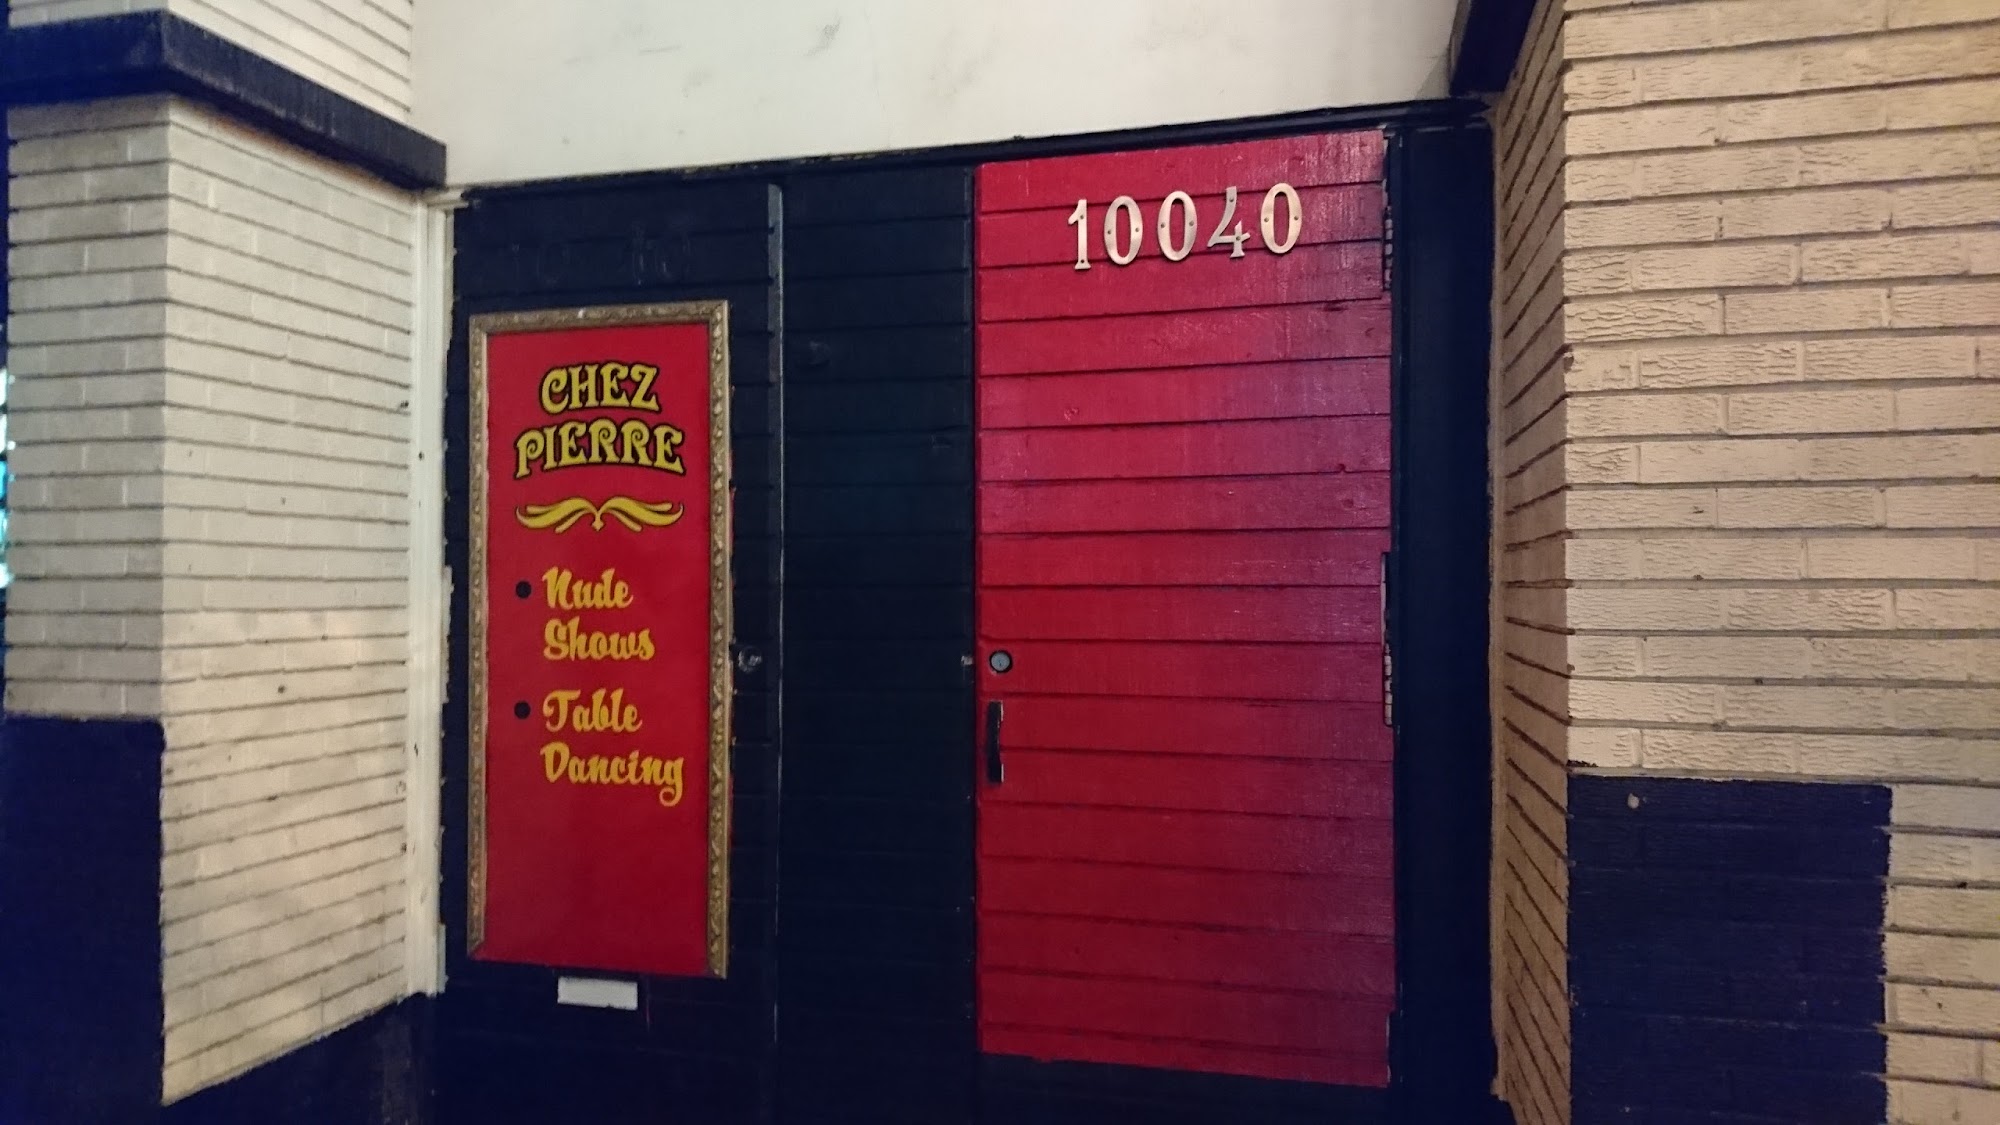 CHEZ
PIERRE
• Nude
Shows
• Table
Dancing
10040